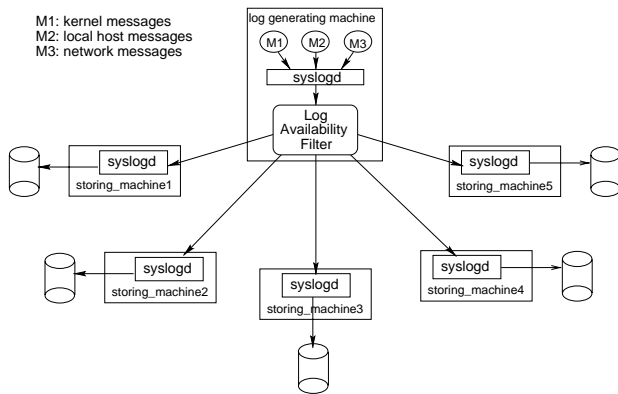 M1: kernel messages
M2: local host messages
M3: network messages
log generating machine
M1 M2 M3
syslogd
Log
Availability
Filter
syslogd
storing_machine1
syslogd
storing_machine5
syslogd
storing_machine2
syslogd
storing_machine3
syslogd
storing_machine4